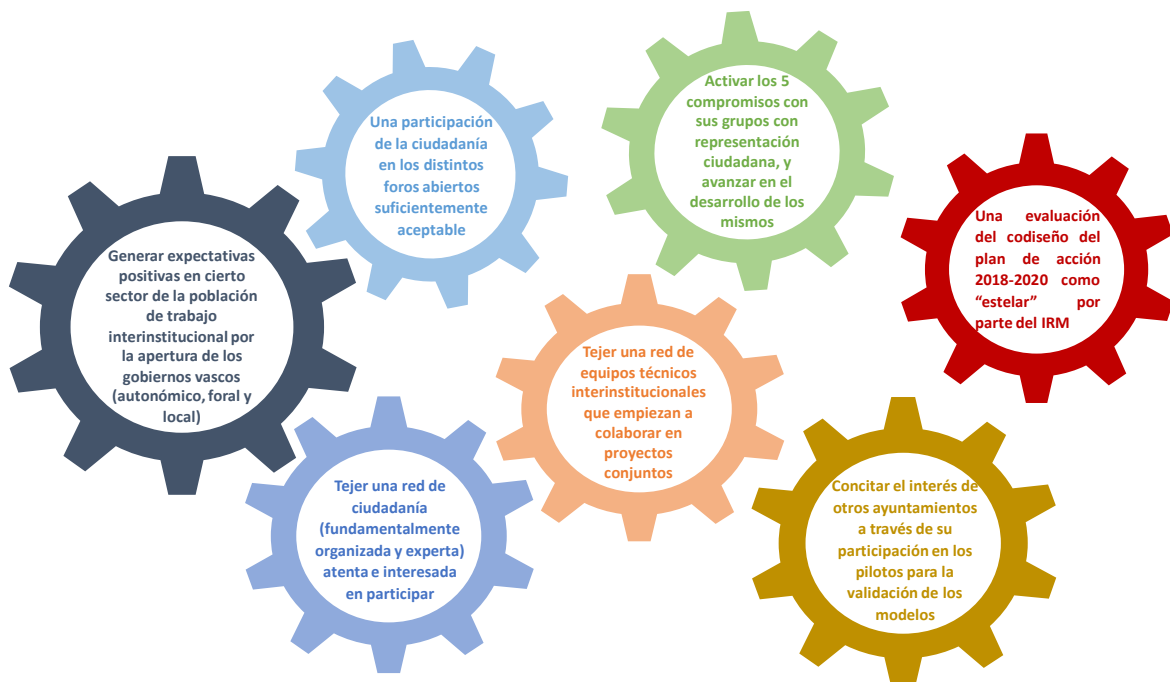 Generar expectativas
positivas en cierto
sector de la población
de trabajo
interinstitucional por
la apertura de los
gobiernos vascos
(autonómico, foral y
local)
Una participación
de la ciudadanía
en los distintos
foros abiertos
suficientemente
aceptable
Activar los 5
compromisos con
sus grupos con
representación
ciudadana, y
avanzar en el
desarrollo de los
mismos
Una evaluación
del codiseño del
plan de acción
2018-2020 como
“estelar” por
parte del IRM
Tejer una red de
equipos técnicos
interinstitucionales
que empiezan a
colaborar en
proyectos
conjuntos
Tejer una red de
ciudadanía
(fundamentalmente
organizada y experta)
atenta e interesada
en participar
Concitar el interés de
otros ayuntamientos
a través de su
participación en los
pilotos para la
validación de los
modelos